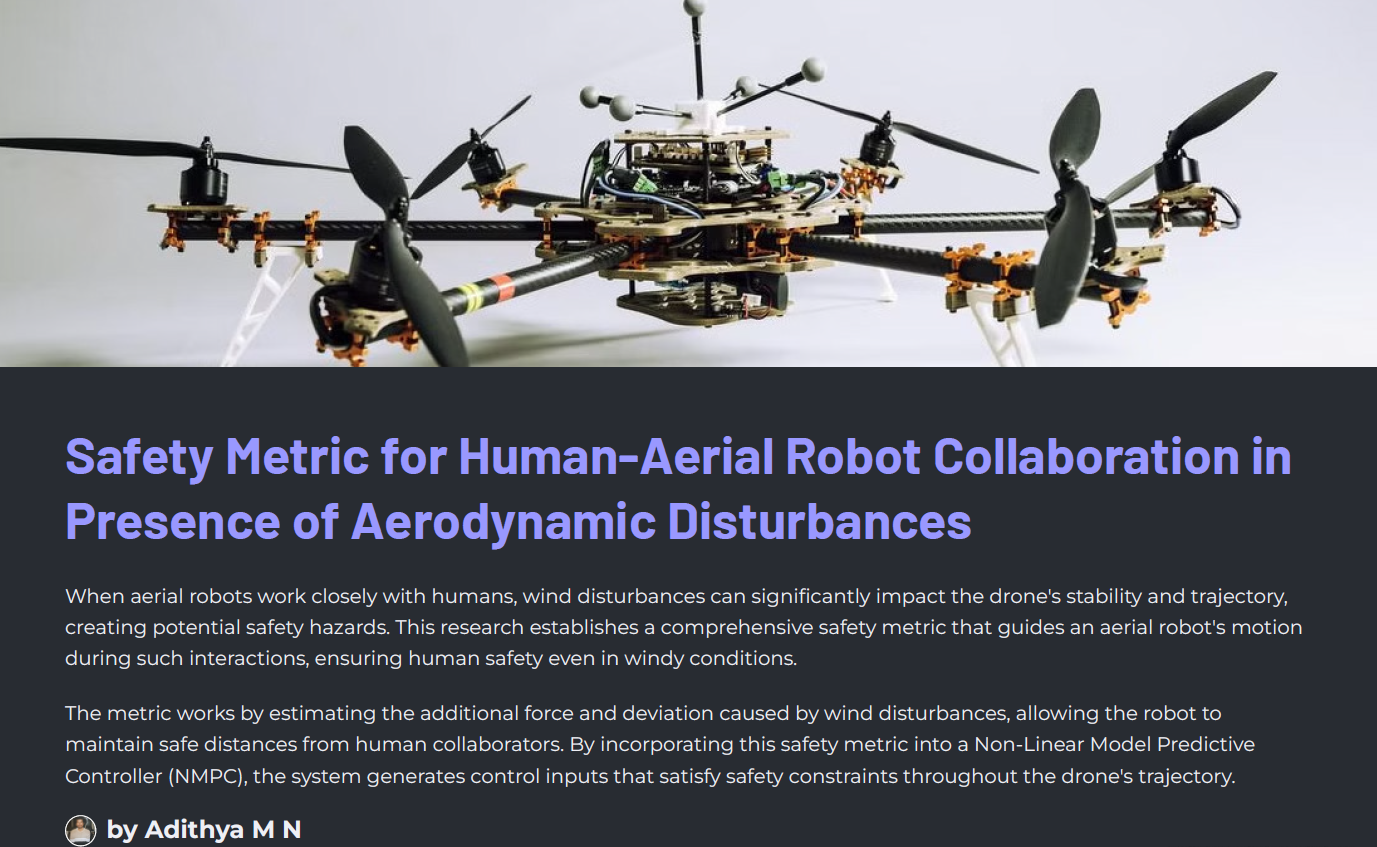 Safety Metric for Human-Aerial Robot Collaboration in
Presence of Aerodynamic Disturbances
When aerial robots work closely with humans, wind disturbances can significantly impact the drone's stability and trajectory,
creating potential safety hazards. This research establishes a comprehensive safety metric that guides an aerial robot's motion
during such interactions, ensuring human safety even in windy conditions.
The metric works by estimating the additional force and deviation caused by wind disturbances, allowing the robot to
maintain safe distances from human collaborators. By incorporating this safety metric into a Non-Linear Model Predictive
Controller (NMPC), the system generates control inputs that satisfy safety constraints throughout the drone's trajectory.
by Adithya M N